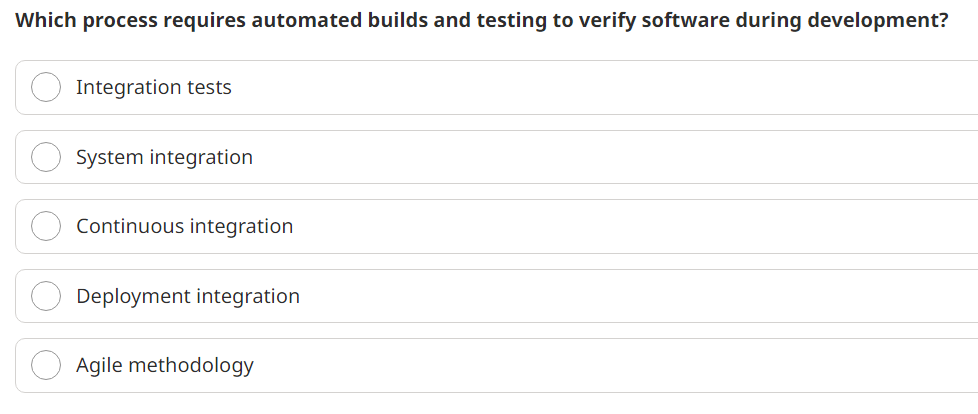 Which process requires automated builds and testing to verify software during development?
Integration tests
System integration
Continuous integration
Deployment integration
Agile methodology